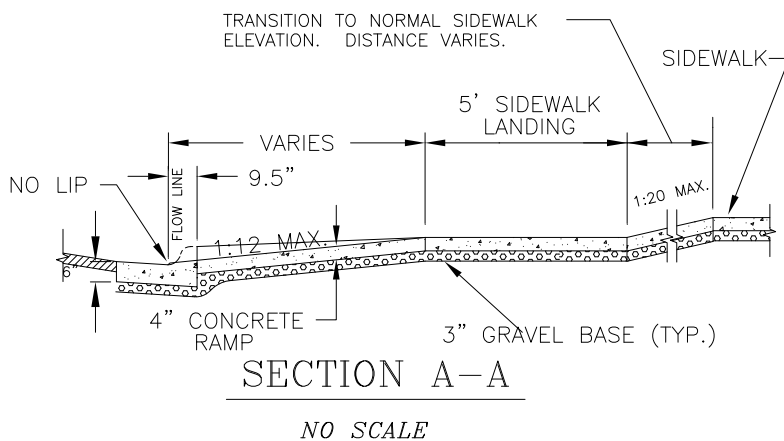 TRANSITION TO NORMAL SIDEWALK
ELEVATION.  DISTANCE VARIES.
SIDEWALK
5' SIDEWALK
LANDING
VARIES
NO LIP
FLOW LINE
9.5"
1:20 MAX.
1:12 MAX.
4" CONCRETE
RAMP
3" GRAVEL BASE (TYP.)
SECTION A-A
NO SCALE